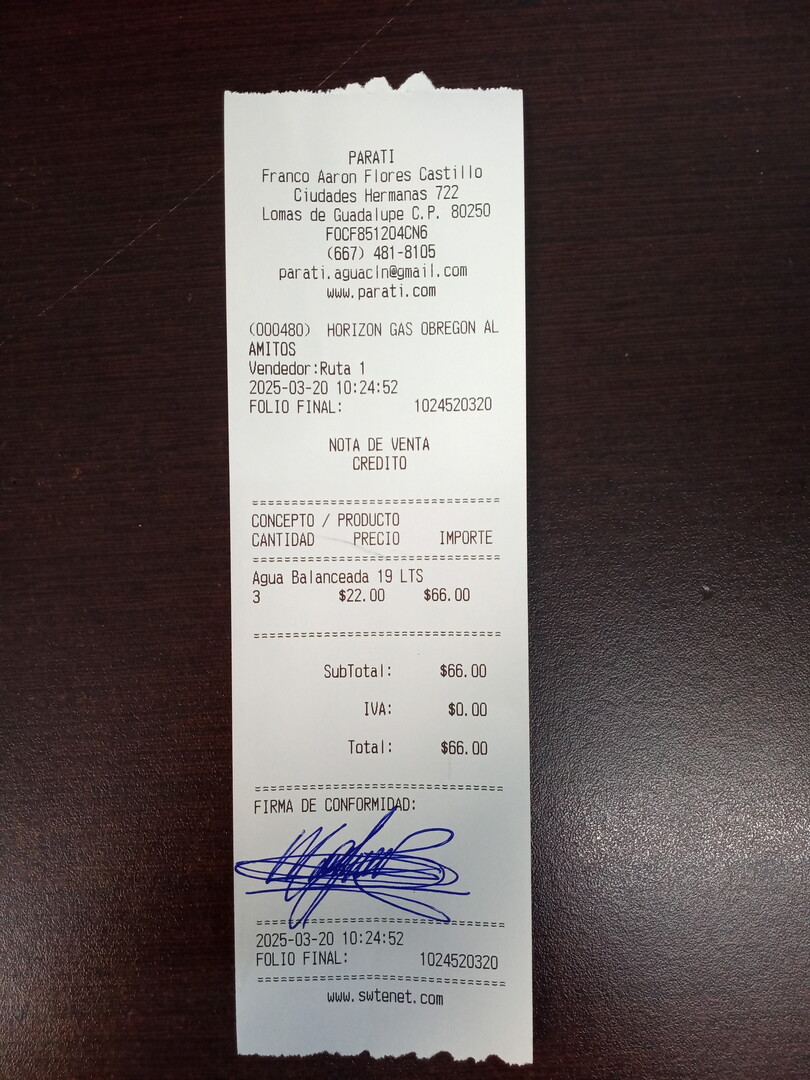 PARATI
Franco Aaron Flores Castillo
Ciudades Hermanas 722
Lomas de Guadalupe C.P. 80250
FOCF851204CN6
(667) 481-8105
parati.aguacln@gmail.com
www.parati.com
(000480) HORIZON GAS OBREGON AL
AMITOS
Vendedor:Ruta 1
2025-03-20 10:24:52
FOLIO FINAL: 1024520320
NOTA DE VENTA
CREDITO
================================
CONCEPTO / PRODUCTO
CANTIDAD PRECIO IMPORTE
================================
Agua Balanceada 19 LTS
3 $22.00 $66.00
================================
SubTotal: $66.00
IVA: $0.00
Total: $66.00
================================
FIRMA DE CONFORMIDAD:
================================
2025-03-20 10:24:52
FOLIO FINAL: 1024520320
================================
www.swtenet.com